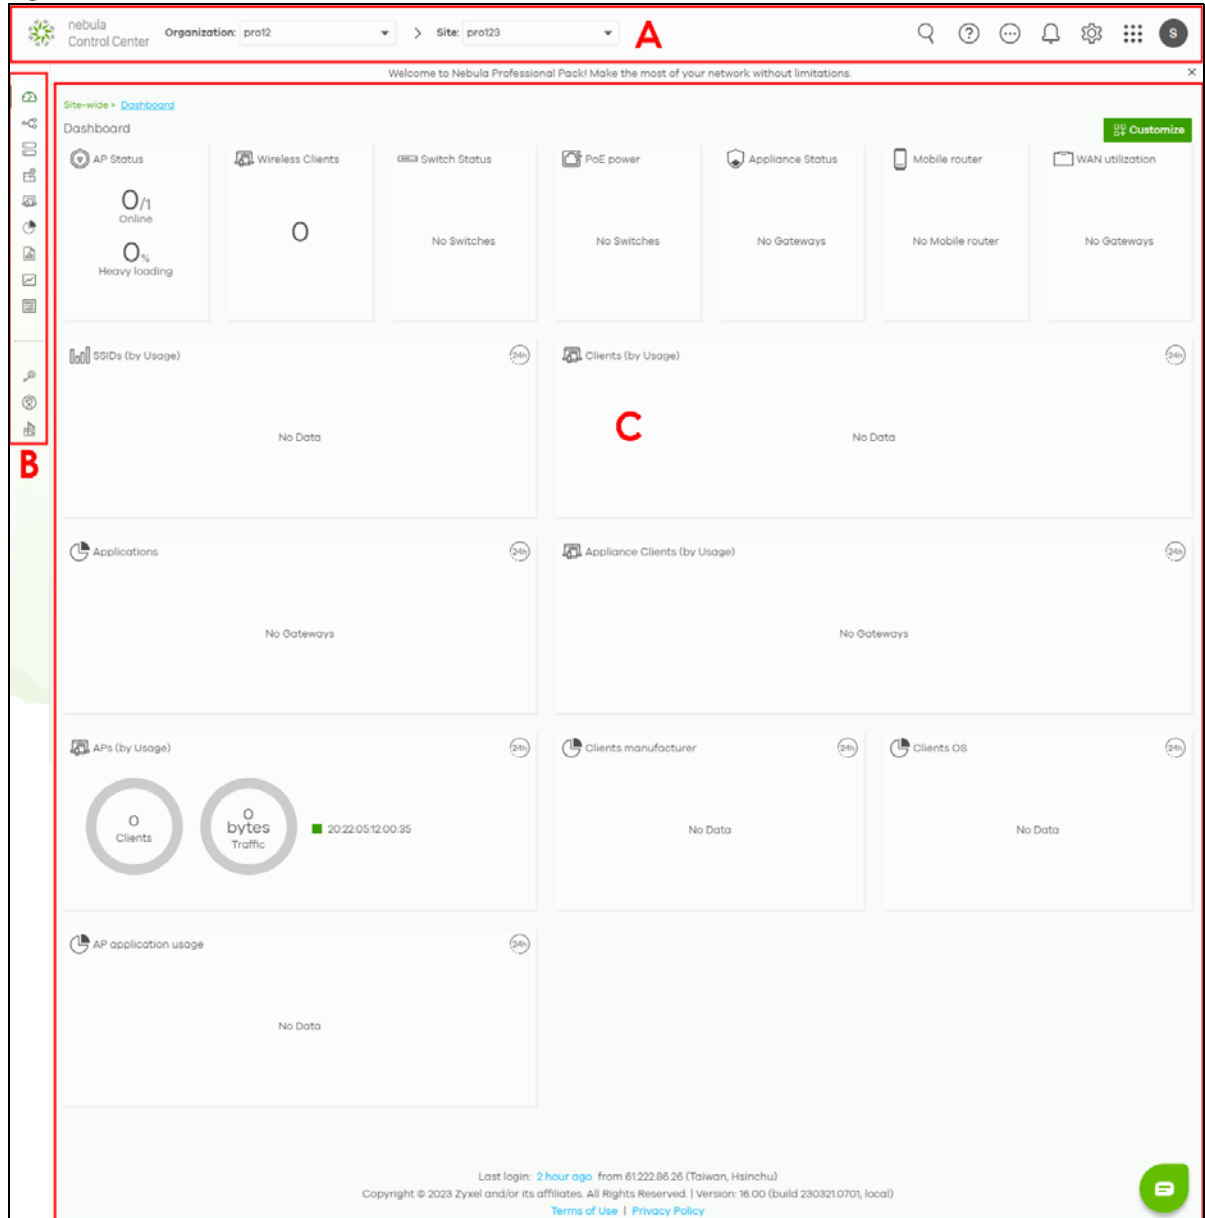 nebula
Control Center
Organization: pro12 > Site: pro123
A
S
Welcome to Nebula Professional Pack! Make the most of your network without limitations. ×
Site-wide > Dashboard
Dashboard
Customize
AP Status
0/1
Online
0%
Heavy loading
Wireless Clients
0
Switch Status
No Switches
PoE power
No Switches
Appliance Status
No Gateways
Mobile router
No Mobile router
WAN utilization
No Gateways
B
SSIDs (by Usage)
24h
No Data
Clients (by Usage)
24h
C
No Data
Applications
24h
No Gateways
Appliance Clients (by Usage)
24h
No Gateways
APs (by Usage)
24h
0
Clients
0
bytes
Traffic
20:22:05:12:00:35
Clients manufacturer
24h
No Data
Clients OS
24h
No Data
AP application usage
24h
No Data
Last login: 2 hour ago from 61.222.86.26 (Taiwan, Hsinchu)
Copyright © 2023 Zyxel and/or its affiliates. All Rights Reserved. | Version: 16.00 (build 230321.0701, local)
Terms of Use | Privacy Policy